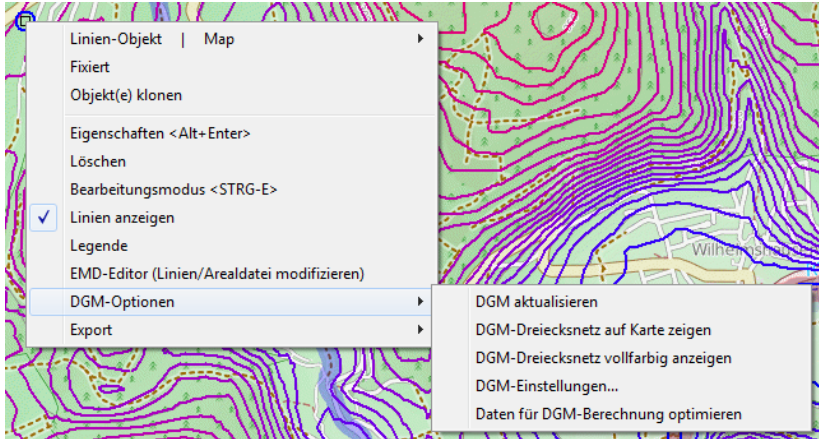 Linien-Objekt | Map
Fixiert
Objekt(e) klonen
Eigenschaften <Alt+Enter>
Löschen
Bearbeitungsmodus <STRG-E>
Linien anzeigen
Legende
EMD-Editor (Linien/Arealdatei modifizieren)
DGM-Optionen
Export
DGM aktualisieren
DGM-Dreiecksnetz auf Karte zeigen
DGM-Dreiecksnetz vollfarbig anzeigen
DGM-Einstellungen...
Daten für DGM-Berechnung optimieren